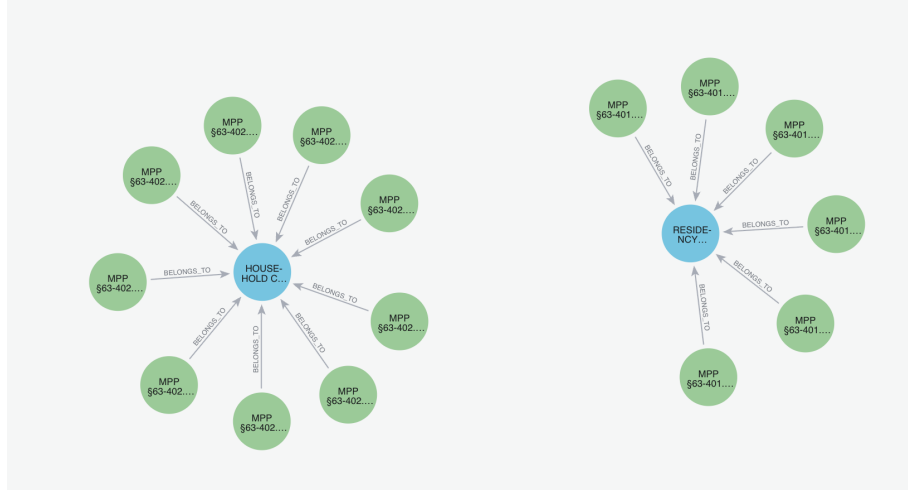 MPP
§63-402.…
BELONGS_TO
MPP
§63-402.…
BELONGS_TO
MPP
§63-402.…
BELONGS_TO
MPP
§63-402.…
BELONGS_TO
MPP
§63-402.…
BELONGS_TO
HOUSE-
HOLD C…
MPP
§63-402.…
BELONGS_TO
MPP
§63-402.…
BELONGS_TO
MPP
§63-402.…
BELONGS_TO
MPP
§63-402.…
BELONGS_TO
MPP
§63-401.…
BELONGS_TO
MPP
§63-401.…
BELONGS_TO
MPP
§63-401.…
BELONGS_TO
MPP
§63-401.…
BELONGS_TO
RESIDE-
NCY…
MPP
§63-401.…
BELONGS_TO
MPP
§63-401.…
BELONGS_TO